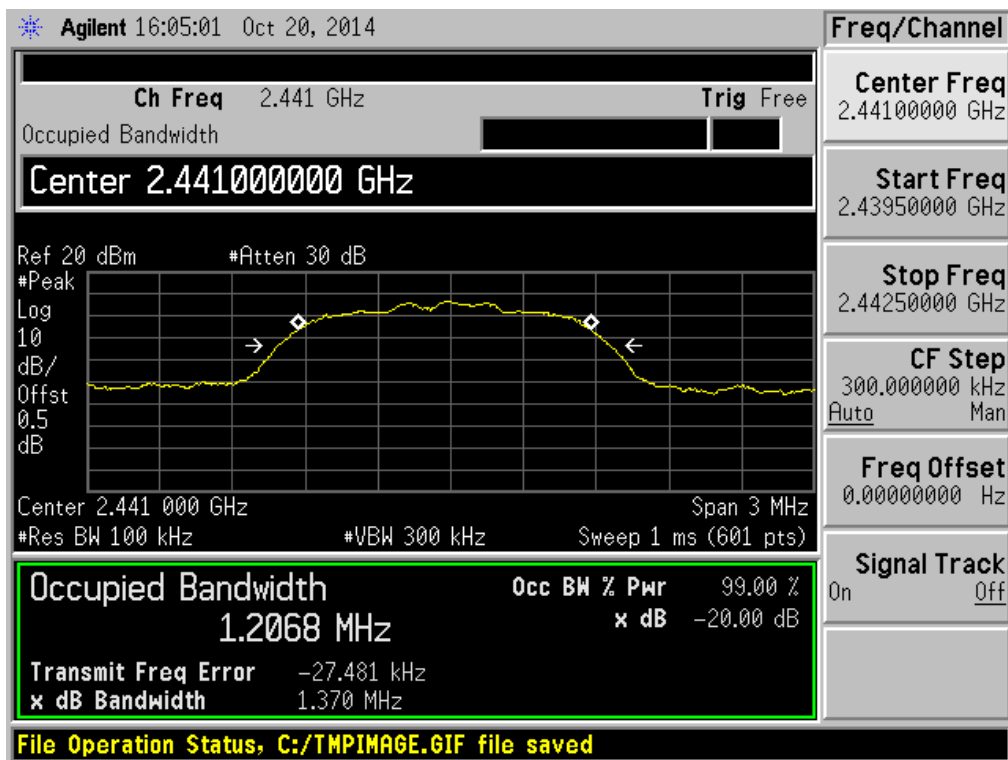 Agilent 16:05:01 Oct 20, 2014
Ch Freq 2.441 GHz Trig Free
Occupied Bandwidth
Center 2.441000000 GHz
Ref 20 dBm #Atten 30 dB
#Peak
Log
10
dB/
Offst
0.5
dB
Center 2.441 000 GHz Span 3 MHz
#Res BW 100 kHz #VBW 300 kHz Sweep 1 ms (601 pts)
Occupied Bandwidth
1.2068 MHz
Occ BW % Pwr 99.00 %
x dB -20.00 dB
Transmit Freq Error -27.481 kHz
x dB Bandwidth 1.370 MHz
File Operation Status, C:/TMPIMAGE.GIF file saved
Freq/Channel
Center Freq
2.44100000 GHz
Start Freq
2.43950000 GHz
Stop Freq
2.44250000 GHz
CF Step
300.000000 kHz
Auto Man
Freq Offset
0.00000000 Hz
Signal Track
On Off